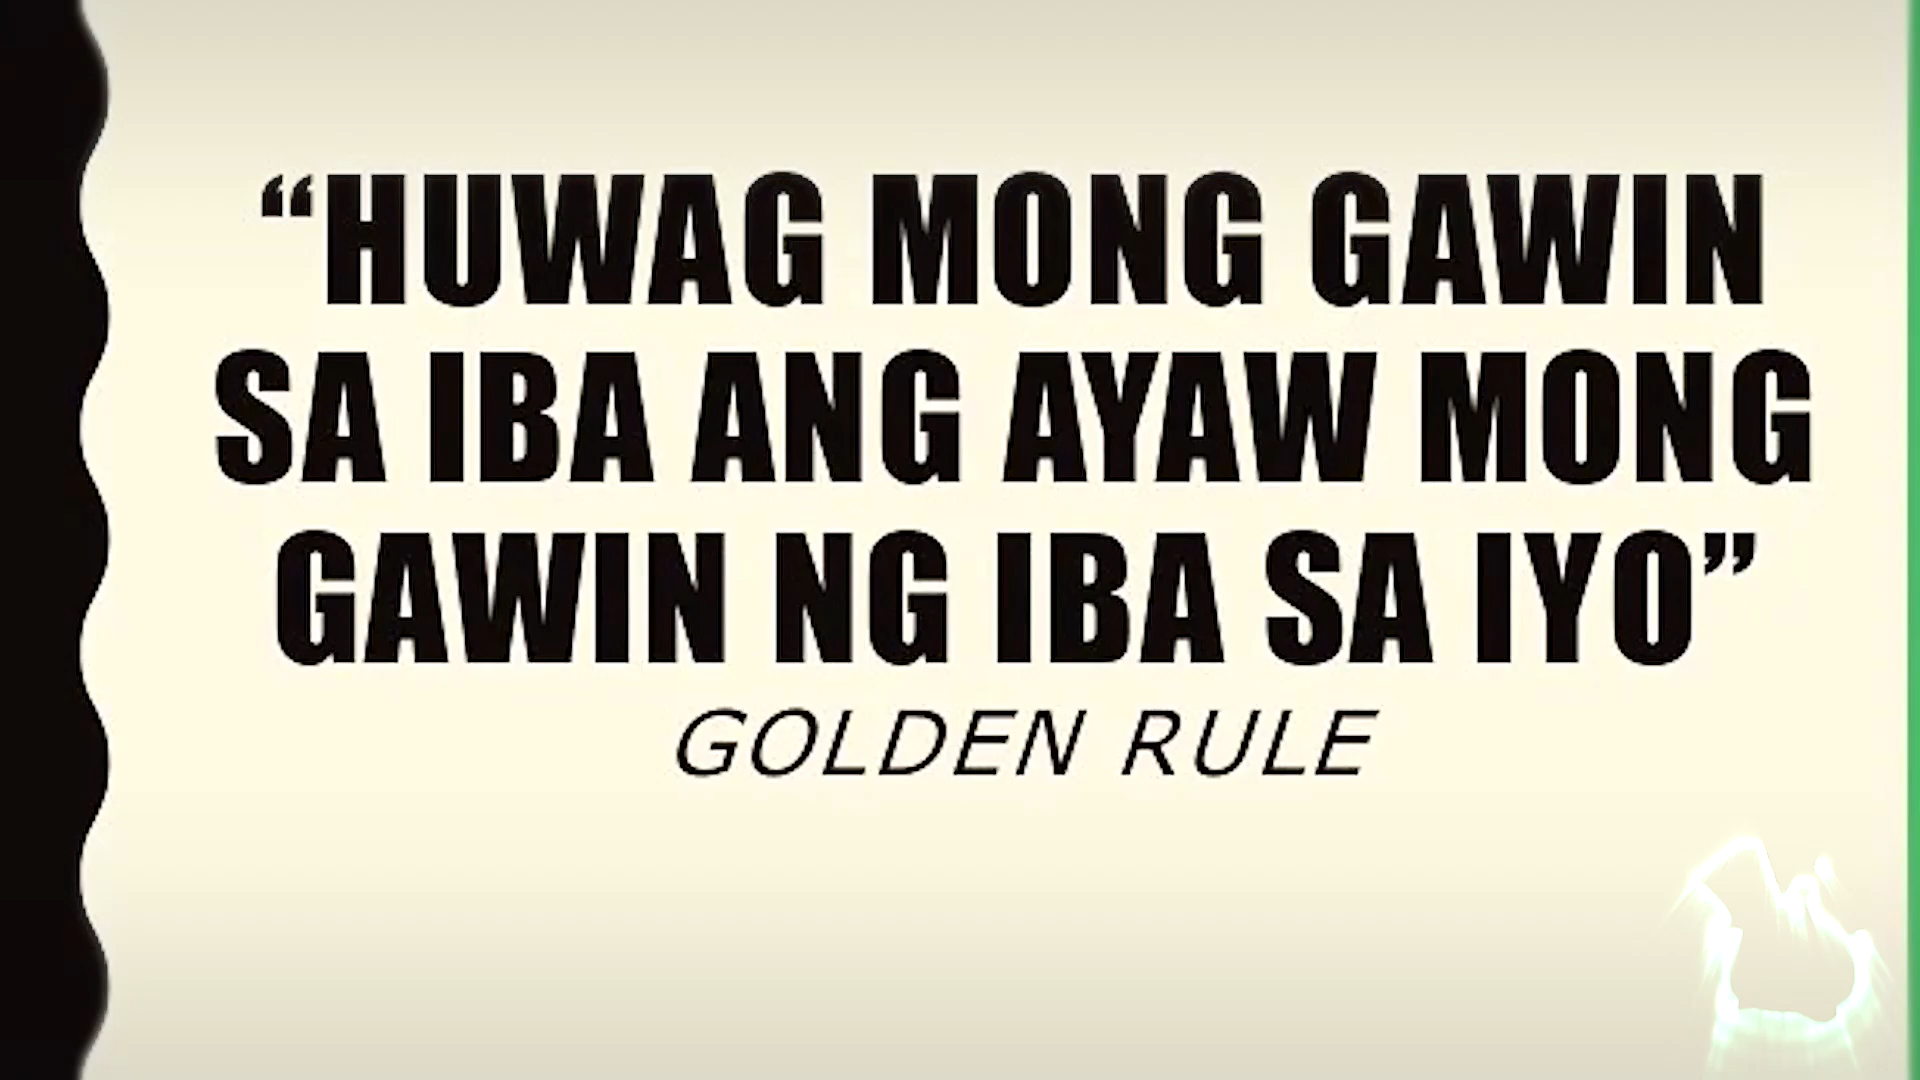 “HUWAG MONG GAWIN
SA IBA ANG AYAW MONG
GAWIN NG IBA SA IYO”
GOLDEN RULE